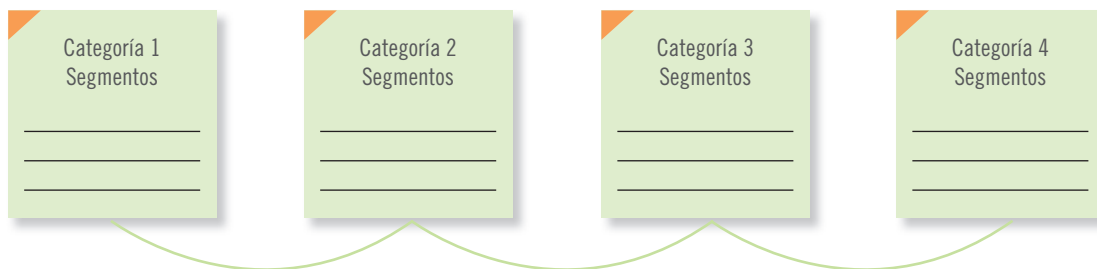 Categoría 1
Segmentos
Categoría 2
Segmentos
Categoría 3
Segmentos
Categoría 4
Segmentos